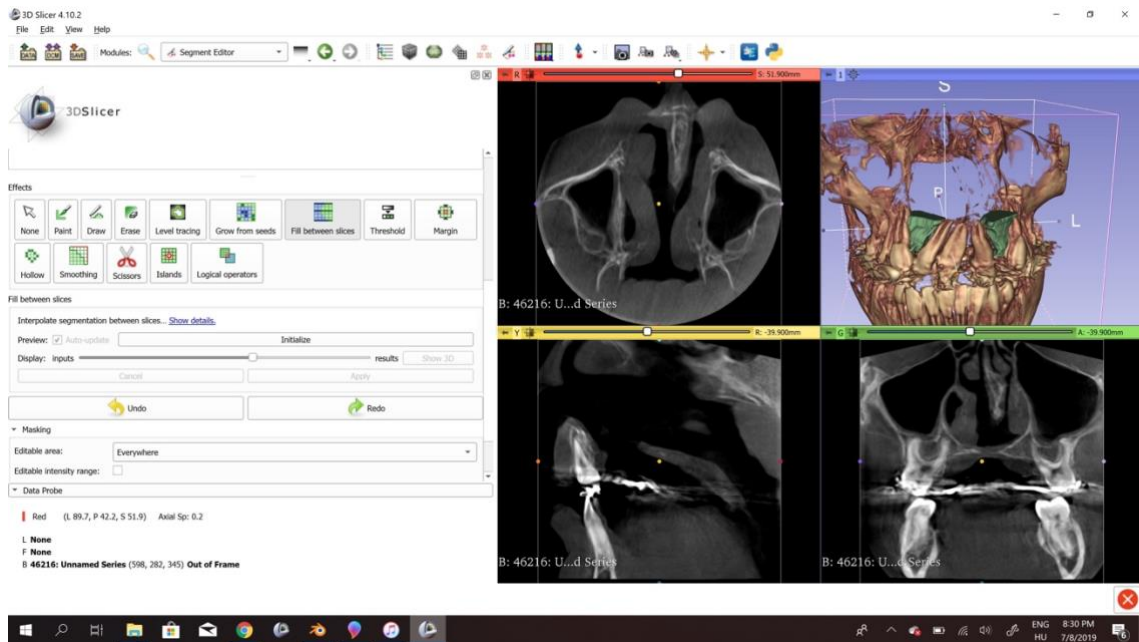 3D Slicer 4.10.2
File Edit View Help
DATA DCM SAVE Modules: Segment Editor
R S: 51.900mm 1
3DSlicer
S
P
L
Effects
None Paint Draw Erase Level tracing Grow from seeds Fill between slices Threshold Margin
Hollow Smoothing Scissors Islands Logical operators
B: 46216: U...d Series
Fill between slices
Y R: -39.900mm G A: -39.900mm
Interpolate segmentation between slices... Show details.
Preview: Auto-update Initialize
Display: inputs results Show 3D
Cancel Apply
Undo Redo
Masking
Editable area: Everywhere
Editable intensity range:
Data Probe
Red (L 89.7, P 42.2, S 51.9) Axial Sp: 0.2
L None
F None
B 46216: Unnamed Series (598, 282, 345) Out of Frame
B: 46216: U...d Series B: 46216: U...d Series
ENG 8:30 PM
HU 7/8/2019
6